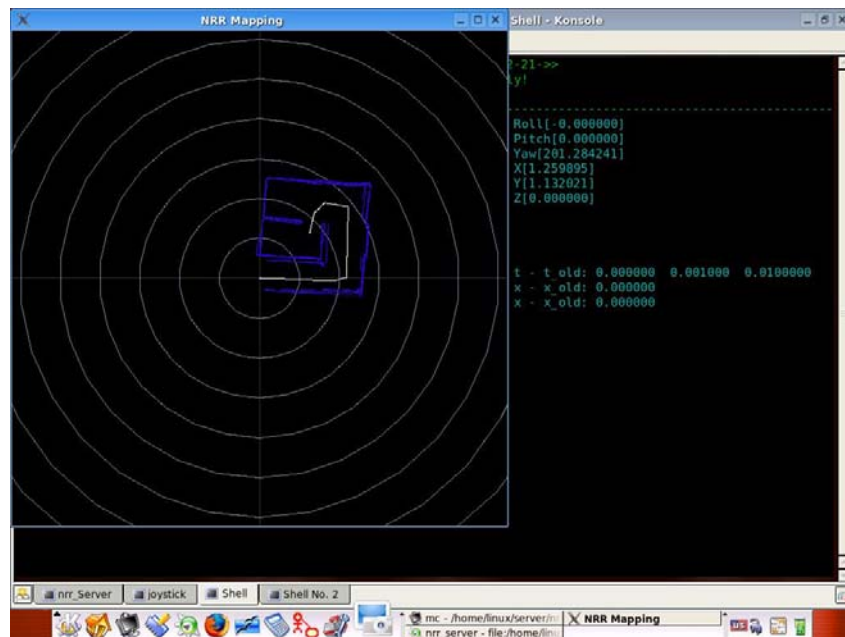 NRR Mapping
Shell - Konsole
2-21->>
ly!
Roll[-0.000000]
Pitch[0.000000]
Yaw[201.284241]
X[1.259895]
Y[1.132021]
Z[0.000000]
t - t_old: 0.000000 0.001000 0.0100000
x - x_old: 0.000000
x - x_old: 0.000000
nrr_Server
joystick
Shell
Shell No. 2
mc - /home/linux/server/n
NRR Mapping
nrr_server - file:/home/linu
us